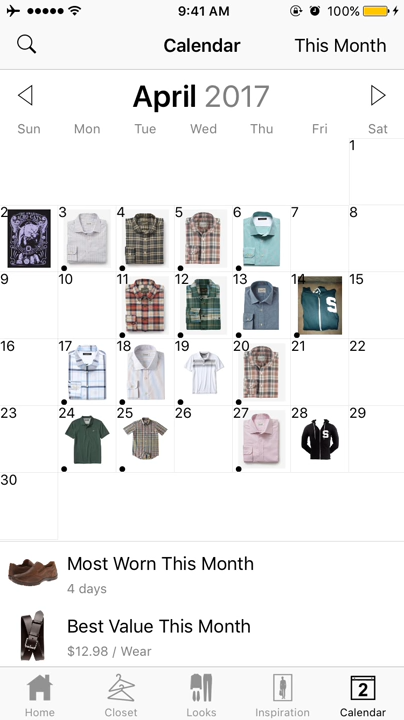 9:41 AM 100%
Calendar This Month
April 2017
Sun Mon Tue Wed Thu Fri Sat
1
2 3 4 5 6 7 8
9 10 11 12 13 14 15
S
16 17 18 19 20 21 22
23 24 25 26 27 28 29
S
30
Most Worn This Month
4 days
Best Value This Month
$12.98 / Wear
2
Home Closet Looks Inspiration Calendar